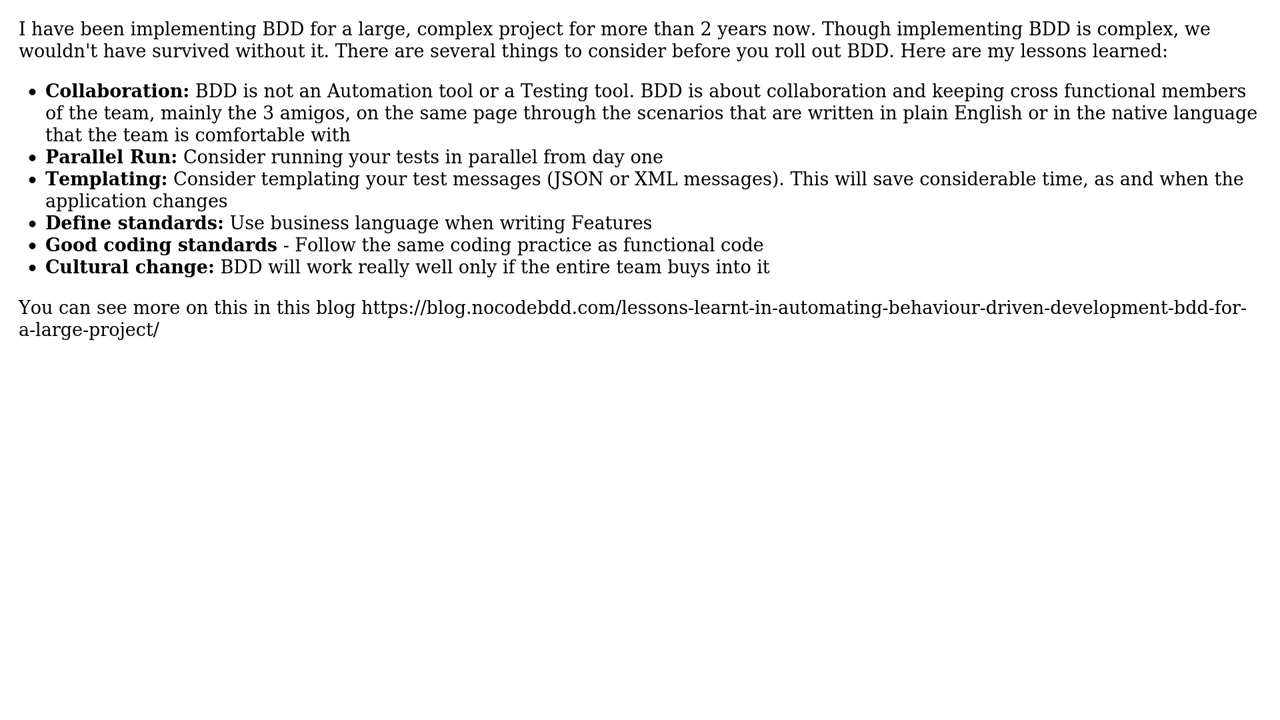 I have been implementing BDD for a large, complex project for more than 2 years now. Though implementing BDD is complex, we
wouldn't have survived without it. There are several things to consider before you roll out BDD. Here are my lessons learned:
• Collaboration: BDD is not an Automation tool or a Testing tool. BDD is about collaboration and keeping cross functional members
of the team, mainly the 3 amigos, on the same page through the scenarios that are written in plain English or in the native language
that the team is comfortable with
• Parallel Run: Consider running your tests in parallel from day one
• Templating: Consider templating your test messages (JSON or XML messages). This will save considerable time, as and when the
application changes
• Define standards: Use business language when writing Features
• Good coding standards - Follow the same coding practice as functional code
• Cultural change: BDD will work really well only if the entire team buys into it
You can see more on this in this blog https://blog.nocodebdd.com/lessons-learnt-in-automating-behaviour-driven-development-bdd-for-
a-large-project/